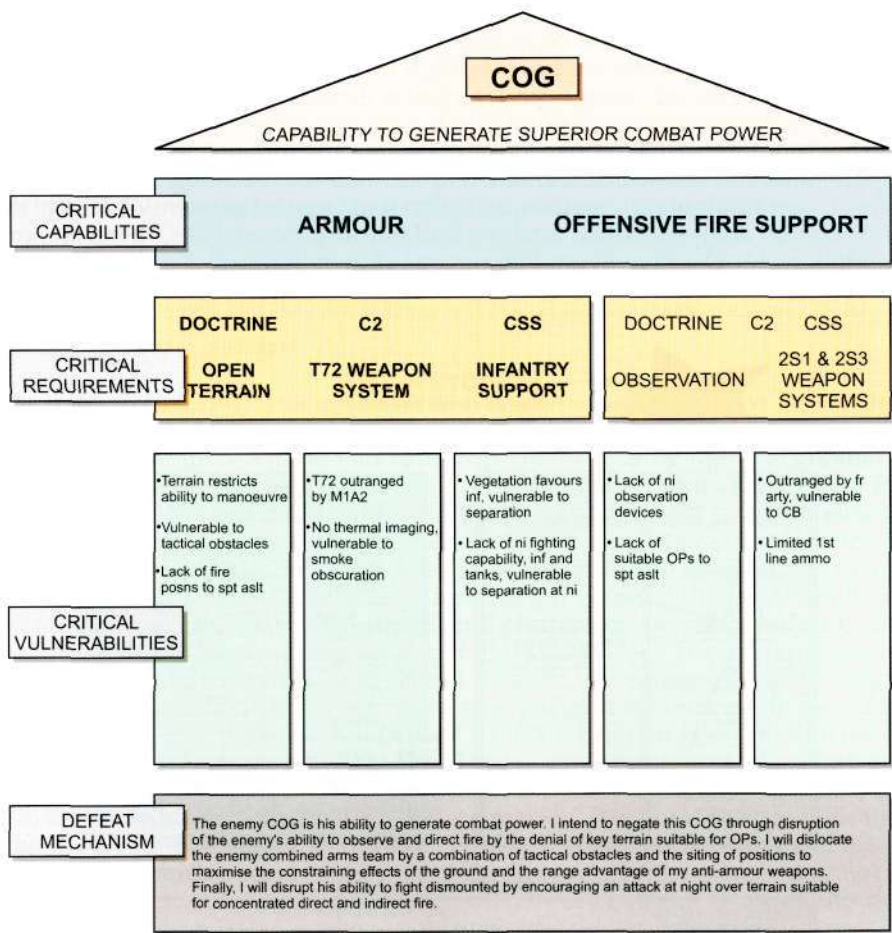 COG
CAPABILITY TO GENERATE SUPERIOR COMBAT POWER
CRITICAL
CAPABILITIES
ARMOUR
OFFENSIVE FIRE SUPPORT
CRITICAL
REQUIREMENTS
DOCTRINE
C2
CSS
OPEN
TERRAIN
T72 WEAPON
SYSTEM
INFANTRY
SUPPORT
DOCTRINE
C2
CSS
OBSERVATION
2S1 & 2S3
WEAPON
SYSTEMS
CRITICAL
VULNERABILITIES
•Terrain restricts
ability to manoeuvre
•Vulnerable to
tactical obstacles
•Lack of fire
posns to spt aslt
•T72 outranged
by M1A2
•No thermal imaging,
vulnerable to
smoke
obscuration
• Vegetation favours
inf, vulnerable to
separation
• Lack of ni fighting
capability, inf and
tanks, vulnerable
to separation at ni
• Lack of ni
observation
devices
• Lack of
suitable OPs to
spt aslt
• Outranged by fr
arty, vulnerable
to CB
• Limited 1st
line ammo
DEFEAT
MECHANISM
The enemy COG is his ability to generate combat power. I intend to negate this COG through disruption
of the enemy's ability to observe and direct fire by the denial of key terrain suitable for OPs. I will dislocate
the enemy combined arms team by a combination of tactical obstacles and the siting of positions to
maximise the constraining effects of the ground and the range advantage of my anti-armour weapons.
Finally, I will disrupt his ability to fight dismounted by encouraging an attack at night over terrain suitable
for concentrated direct and indirect fire.